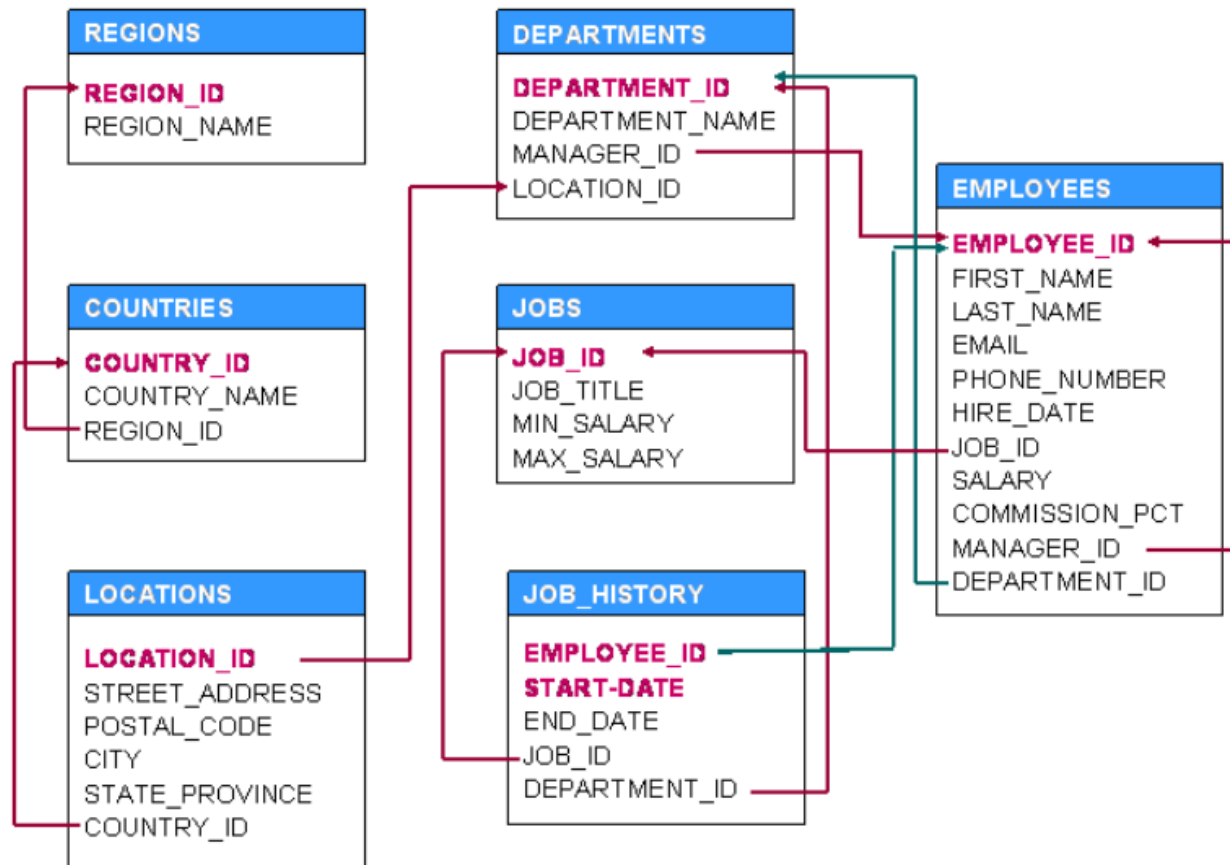 REGIONS
REGION_ID
REGION_NAME
DEPARTMENTS
DEPARTMENT_ID
DEPARTMENT_NAME
MANAGER_ID
LOCATION_ID
EMPLOYEES
EMPLOYEE_ID
FIRST_NAME
LAST_NAME
EMAIL
PHONE_NUMBER
HIRE_DATE
JOB_ID
SALARY
COMMISSION_PCT
MANAGER_ID
DEPARTMENT_ID
COUNTRIES
COUNTRY_ID
COUNTRY_NAME
REGION_ID
JOBS
JOB_ID
JOB_TITLE
MIN_SALARY
MAX_SALARY
LOCATIONS
LOCATION_ID
STREET_ADDRESS
POSTAL_CODE
CITY
STATE_PROVINCE
COUNTRY_ID
JOB_HISTORY
EMPLOYEE_ID
START-DATE
END_DATE
JOB_ID
DEPARTMENT_ID